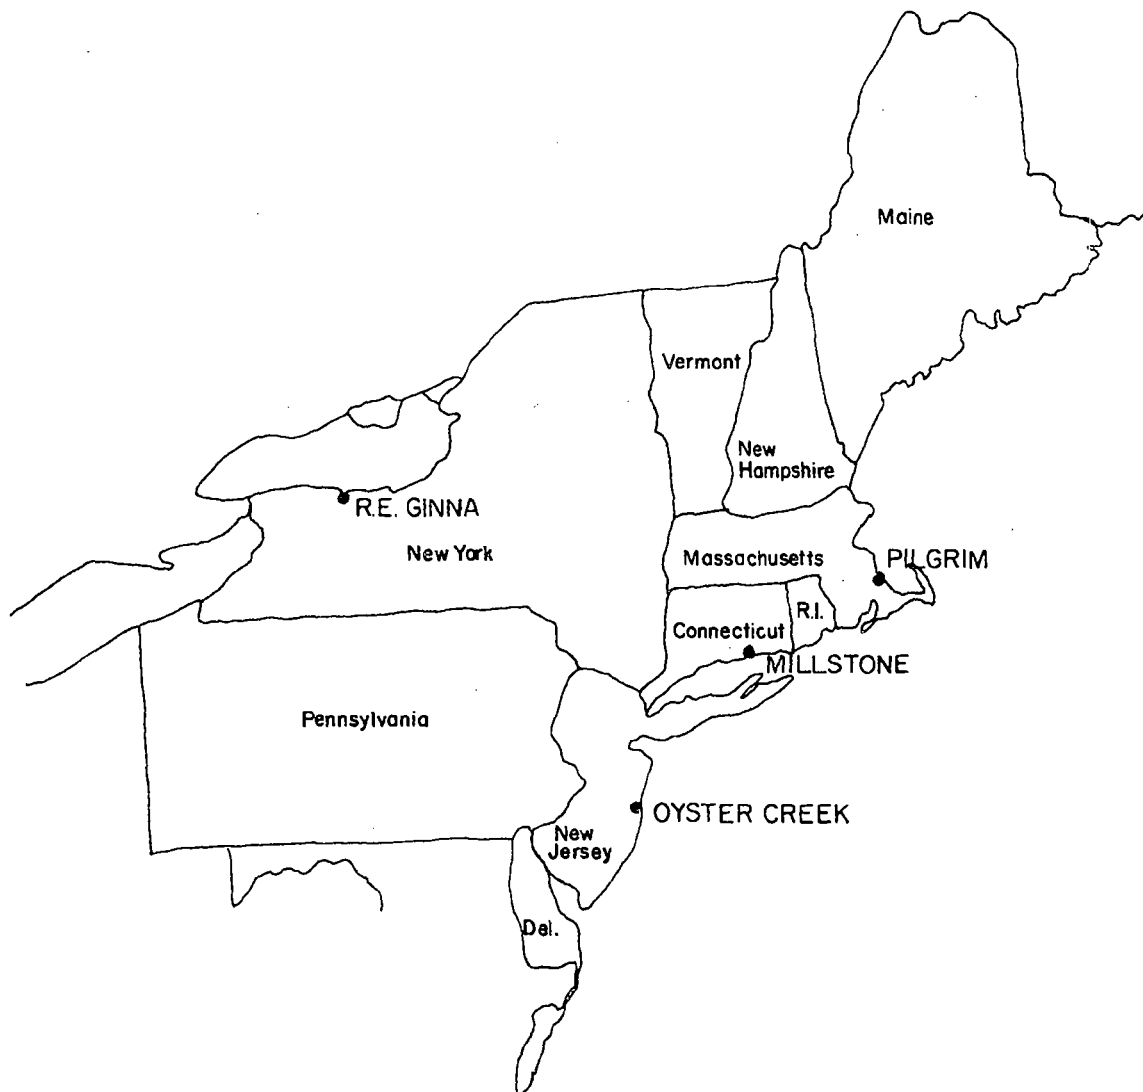 Maine
Vermont
New
Hampshire
R.E. GINNA
New York
Massachusetts
PILGRIM
R.I.
Connecticut
MILLSTONE
Pennsylvania
OYSTER CREEK
New
Jersey
Del.